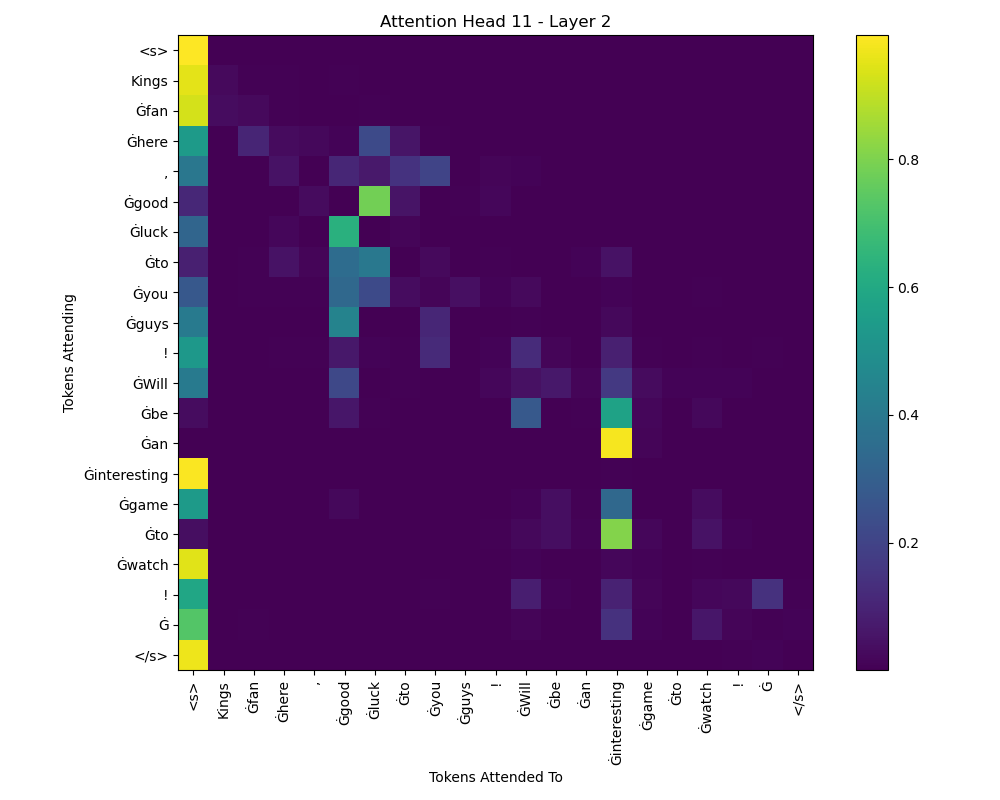 Attention Head 11 - Layer 2
Tokens Attending
<s>
Kings
Ġfan
Ġhere
,
Ġgood
Ġluck
Ġto
Ġyou
Ġguys
!
ĠWill
Ġbe
Ġan
Ġinteresting
Ġgame
Ġto
Ġwatch
!
Ġ
</s>
<s>
Kings
Ġfan
Ġhere
,
Ġgood
Ġluck
Ġto
Ġyou
Ġguys
!
ĠWill
Ġbe
Ġan
Ġinteresting
Ġgame
Ġto
Ġwatch
!
Ġ
</s>
Tokens Attended To
0.8
0.6
0.4
0.2